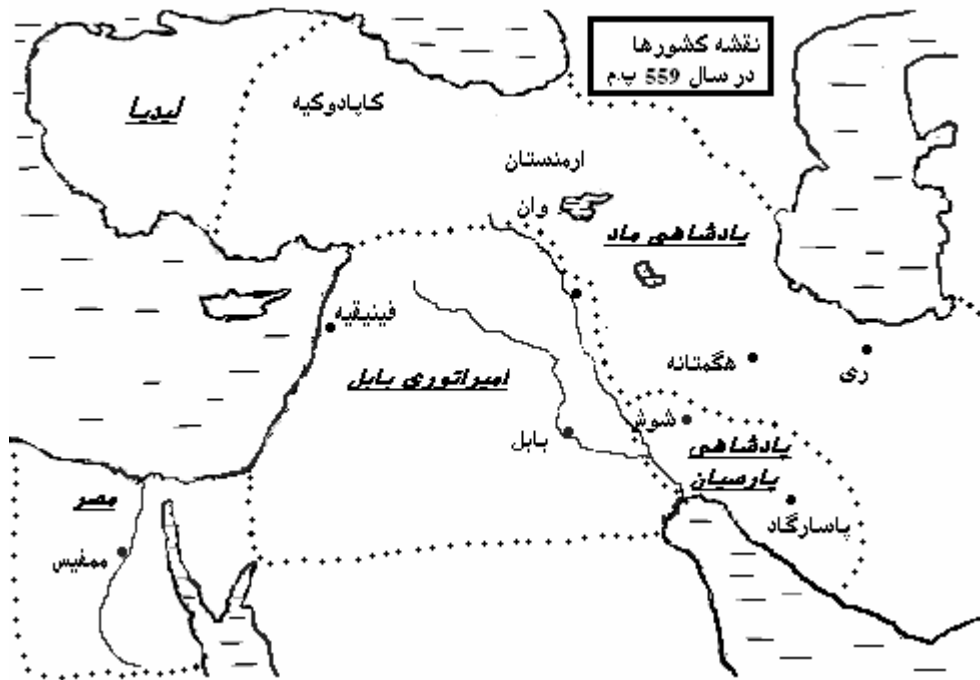 نقشه کشورها
در سال 559 پ.م
لیدیا
کاپادوکیه
ارمنستان
وان
پادشاهی ماد
فینیقیه
هگمتانه
ری
امپراتوری بابل
شوش
بابل
پادشاهی
پارسیان
پاسارگاد
مصر
ممفیس